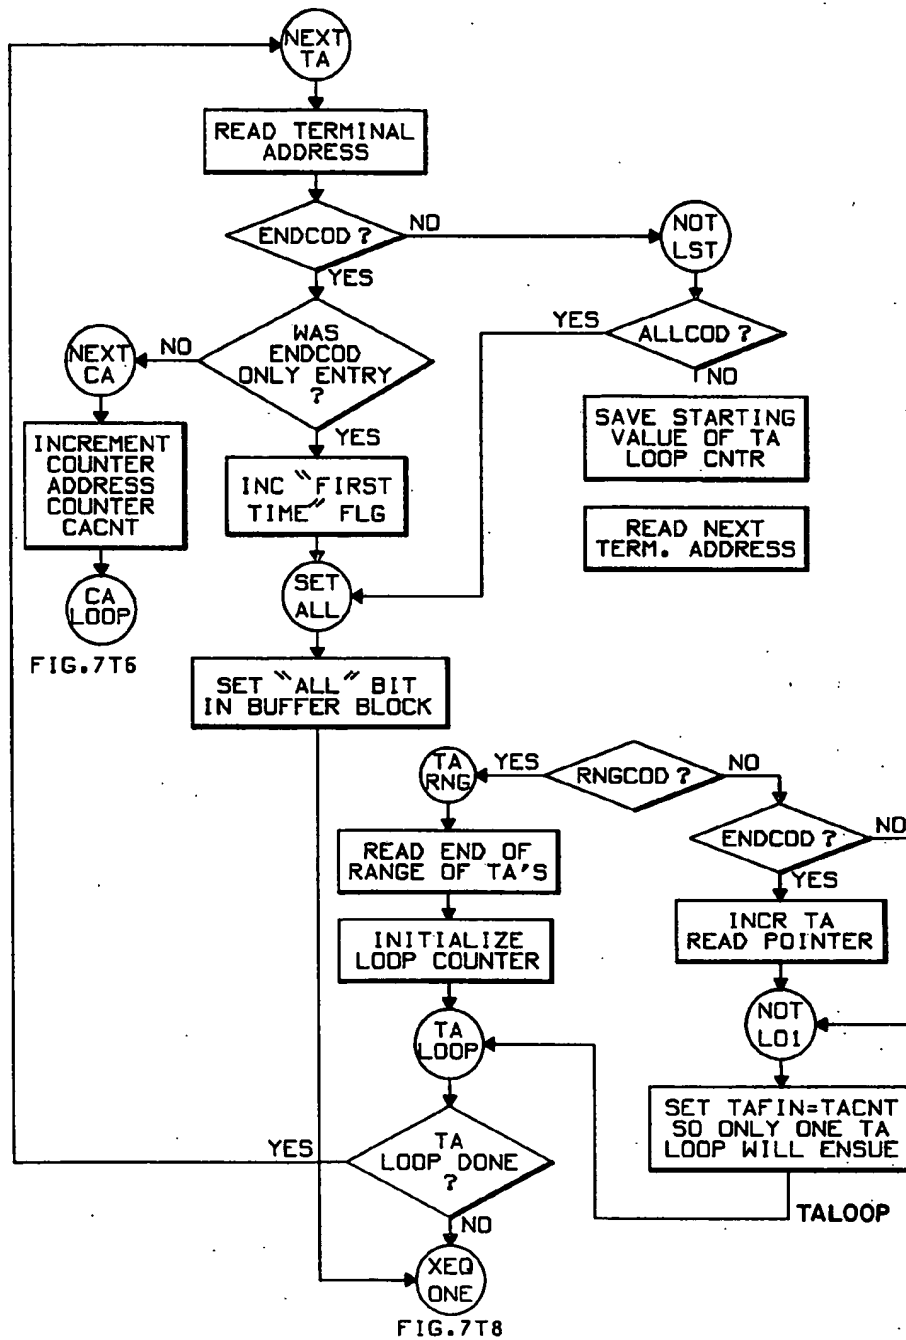 NEXT
TA
READ TERMINAL
ADDRESS
ENDCOD ?
NO
YES
NOT
LST
ALLCOD ?
YES
NO
WAS
ENDCOD
ONLY ENTRY
?
NO
YES
NEXT
CA
INCREMENT
COUNTER
ADDRESS
COUNTER
CACNT
CA
LOOP
FIG.7T6
INC "FIRST
TIME" FLG
SAVE STARTING
VALUE OF TA
LOOP CNTR
READ NEXT
TERM. ADDRESS
SET
ALL
SET "ALL" BIT
IN BUFFER BLOCK
RNGCOD ?
YES
NO
TA
RNG
READ END OF
RANGE OF TA'S
INITIALIZE
LOOP COUNTER
ENDCOD ?
NO
YES
INCR TA
READ POINTER
NOT
LO1
SET TAFIN=TACNT
SO ONLY ONE TA
LOOP WILL ENSUE
TALOOP
TA
LOOP
TA
LOOP DONE
?
YES
NO
XEQ
ONE
FIG.7T8